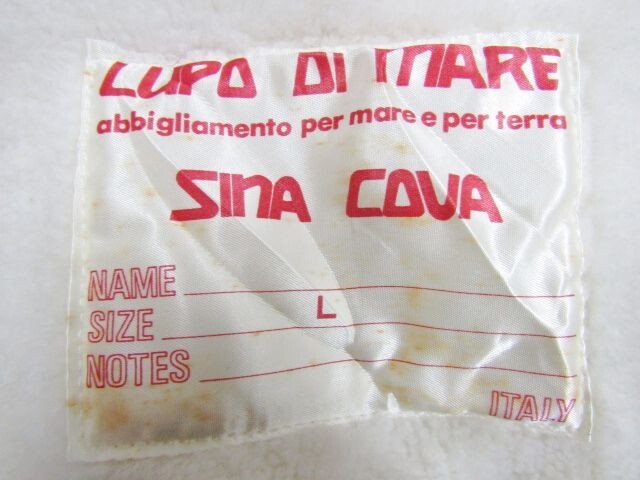 LUPO DI MARE
abbigliamento per mare e per terra
SINA COVA
NAME
SIZE L
NOTES
ITALY